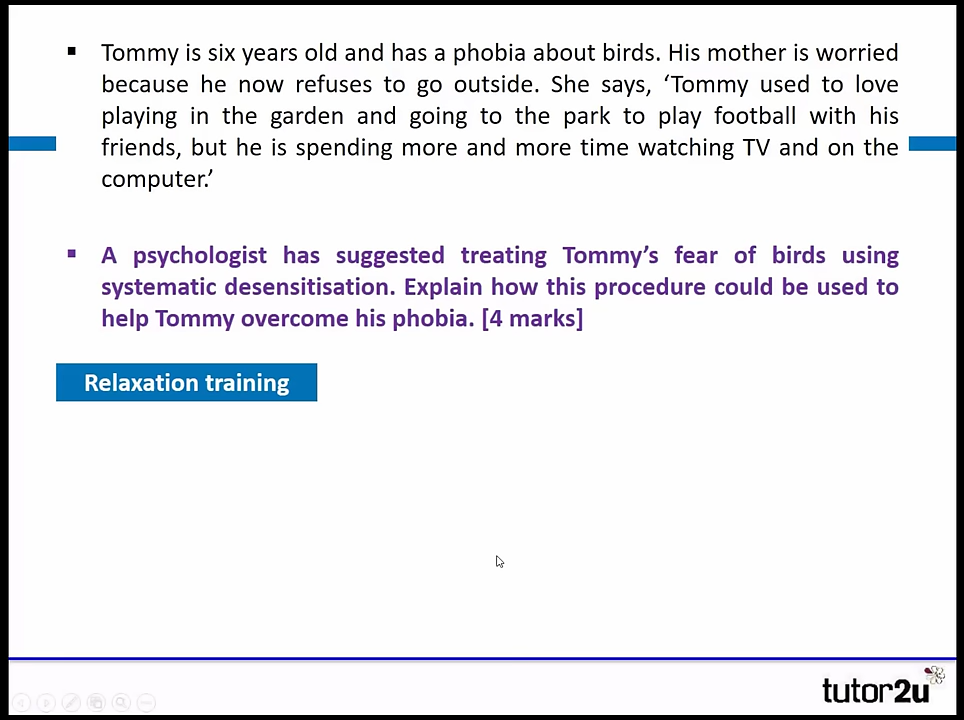 ▪ Tommy is six years old and has a phobia about birds. His mother is worried
because he now refuses to go outside. She says, ‘Tommy used to love
playing in the garden and going to the park to play football with his
friends, but he is spending more and more time watching TV and on the
computer.’
▪ A psychologist has suggested treating Tommy’s fear of birds using
systematic desensitisation. Explain how this procedure could be used to
help Tommy overcome his phobia. [4 marks]
Relaxation training
tutor2u